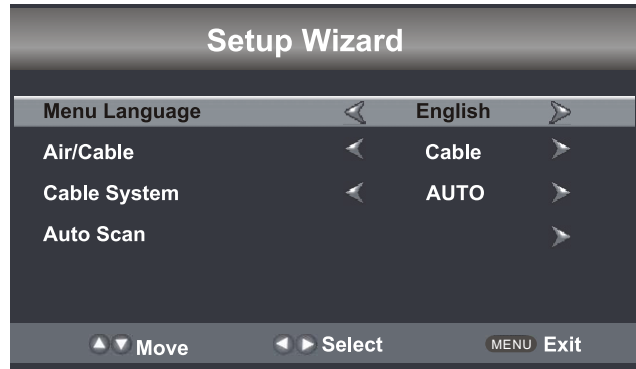 Setup Wizard
Menu Language English
Air/Cable Cable
Cable System AUTO
Auto Scan
Move Select MENU Exit